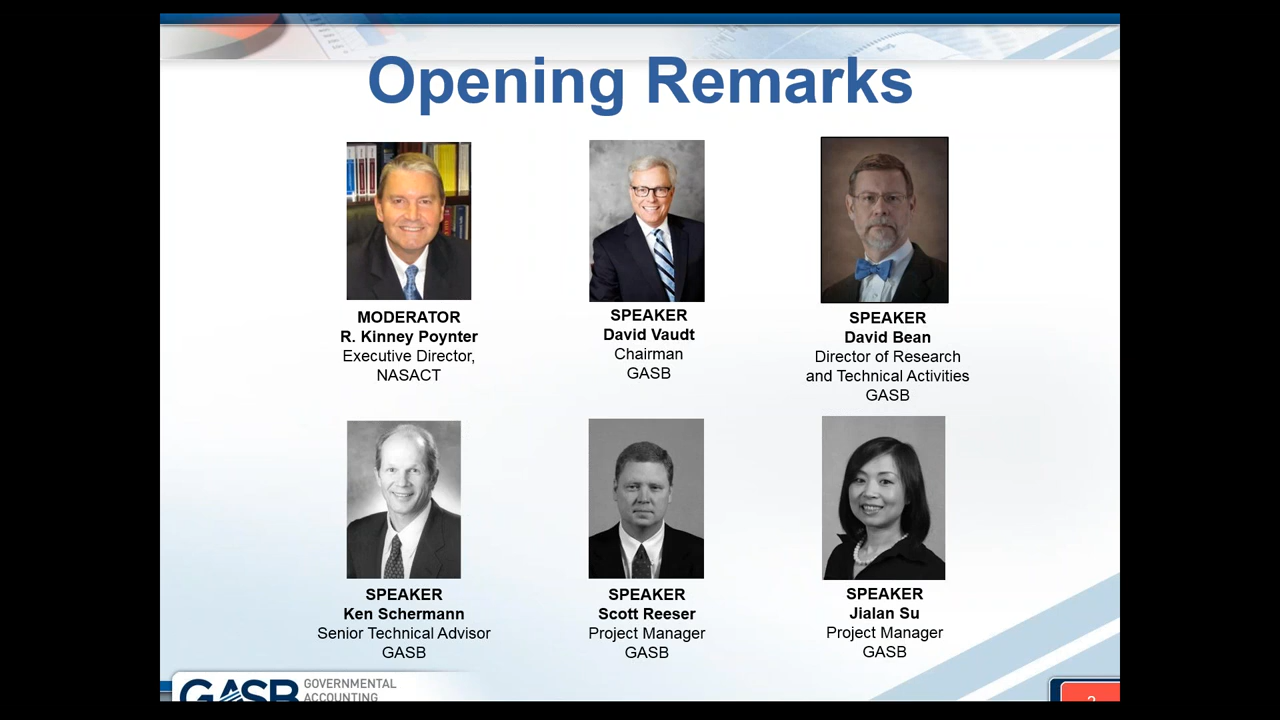 Opening Remarks
MODERATOR
R. Kinney Poynter
Executive Director,
NASACT
SPEAKER
David Vaudt
Chairman
GASB
SPEAKER
David Bean
Director of Research
and Technical Activities
GASB
SPEAKER
Ken Schermann
Senior Technical Advisor
GASB
SPEAKER
Scott Reeser
Project Manager
GASB
SPEAKER
Jialan Su
Project Manager
GASB
GASB
GOVERNMENTAL
ACCOUNTING